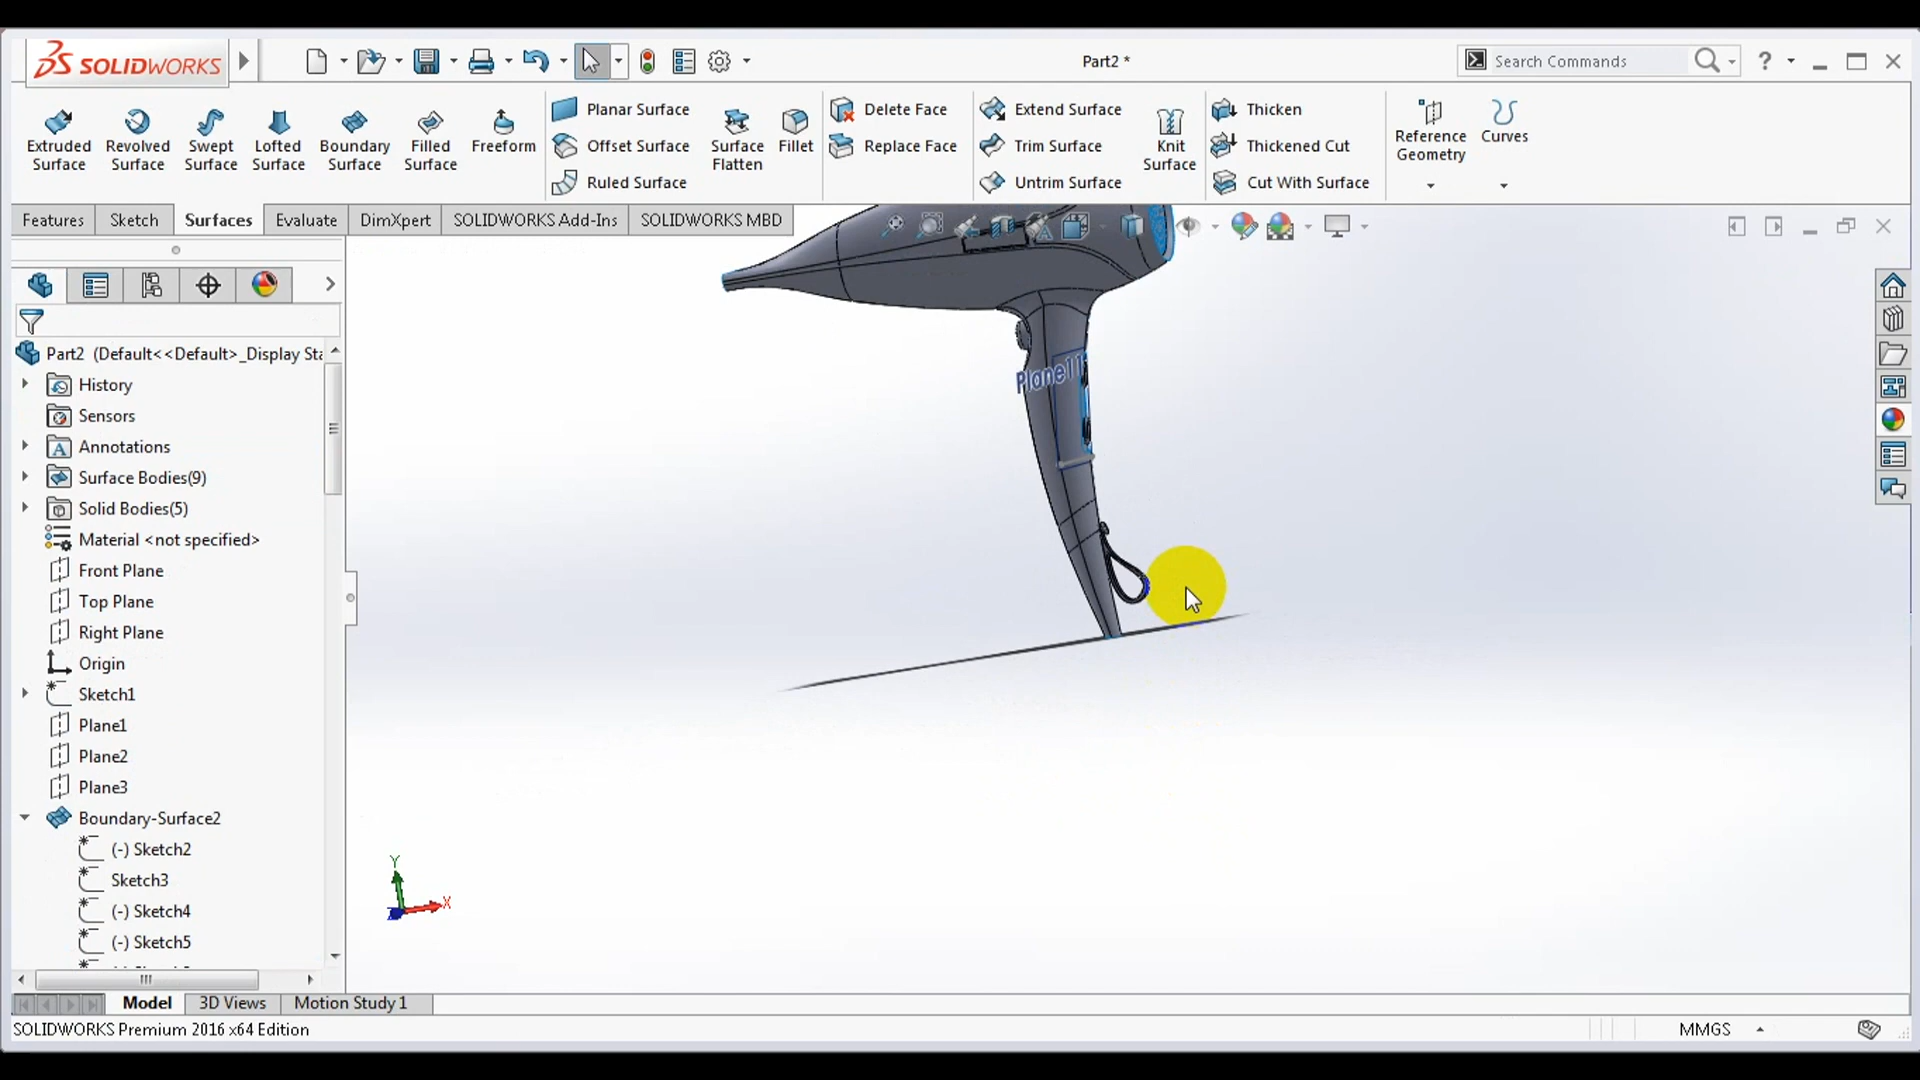 SOLIDWORKS
Part2 *
Search Commands
?
Extruded Surface
Revolved Surface
Swept Surface
Lofted Surface
Boundary Surface
Filled Surface
Freeform
Planar Surface
Offset Surface
Ruled Surface
Surface Flatten
Fillet
Delete Face
Replace Face
Extend Surface
Trim Surface
Untrim Surface
Knit Surface
Thicken
Thickened Cut
Cut With Surface
Reference Geometry
Curves
Features
Sketch
Surfaces
Evaluate
DimXpert
SOLIDWORKS Add-Ins
SOLIDWORKS MBD
Part2 (Default<<Default>_Display Sta
History
Sensors
Annotations
Surface Bodies(9)
Solid Bodies(5)
Material <not specified>
Front Plane
Top Plane
Right Plane
Origin
Sketch1
Plane1
Plane2
Plane3
Boundary-Surface2
(-) Sketch2
Sketch3
(-) Sketch4
(-) Sketch5
Plane11
Y
X
Model
3D Views
Motion Study 1
SOLIDWORKS Premium 2016 x64 Edition
MMGS